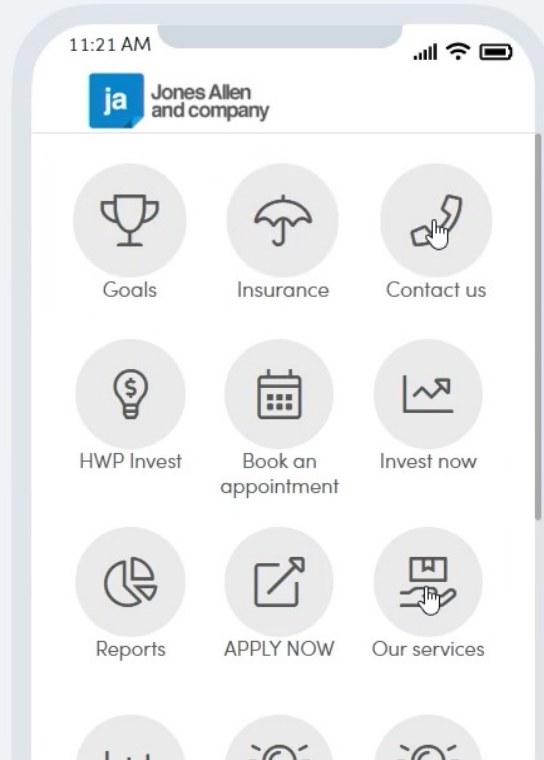 11:21 AM
ja
Jones Allen
and company
Goals
Insurance
Contact us
$
HWP Invest
Book an
appointment
Invest now
Reports
APPLY NOW
Our services